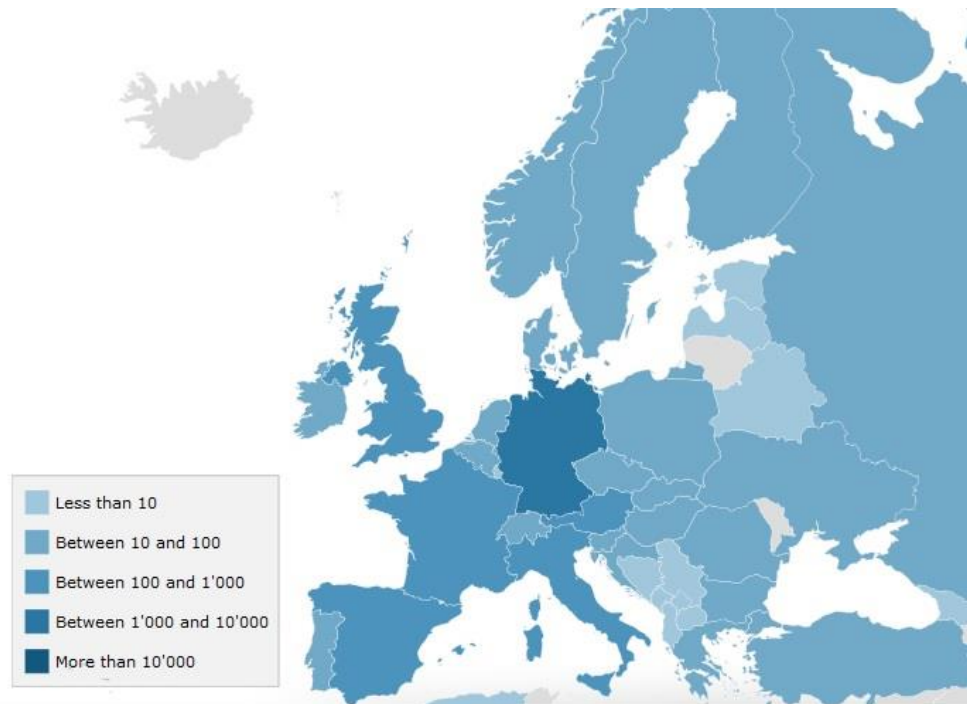 Less than 10
Between 10 and 100
Between 100 and 1'000
Between 1'000 and 10'000
More than 10'000